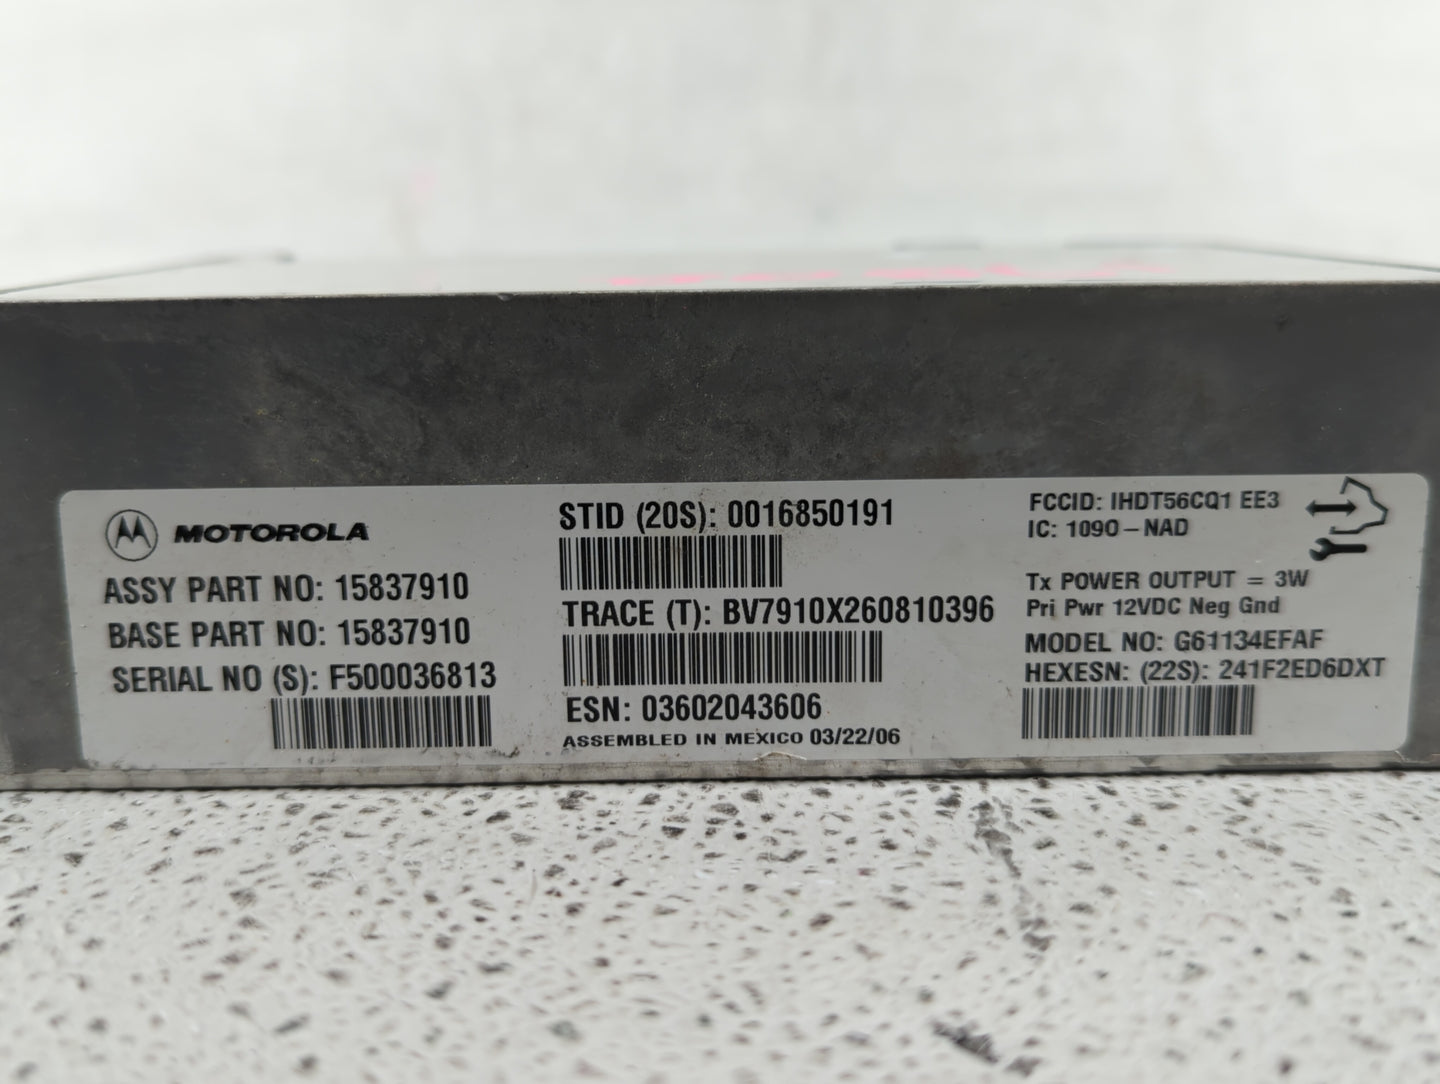 MOTOROLA
ASSY PART NO: 15837910
BASE PART NO: 15837910
SERIAL NO (S): F500036813
STID (20S): 0016850191
TRACE (T): BV7910X260810396
ESN: 03602043606
ASSEMBLED IN MEXICO 03/22/06
FCCID: IHDT56CQ1 EE3
IC: 1090-NAD
Tx POWER OUTPUT = 3W
Pri Pwr 12VDC Neg Gnd
MODEL NO: G61134EFAF
HEXESN: (22S): 241F2ED6DXT